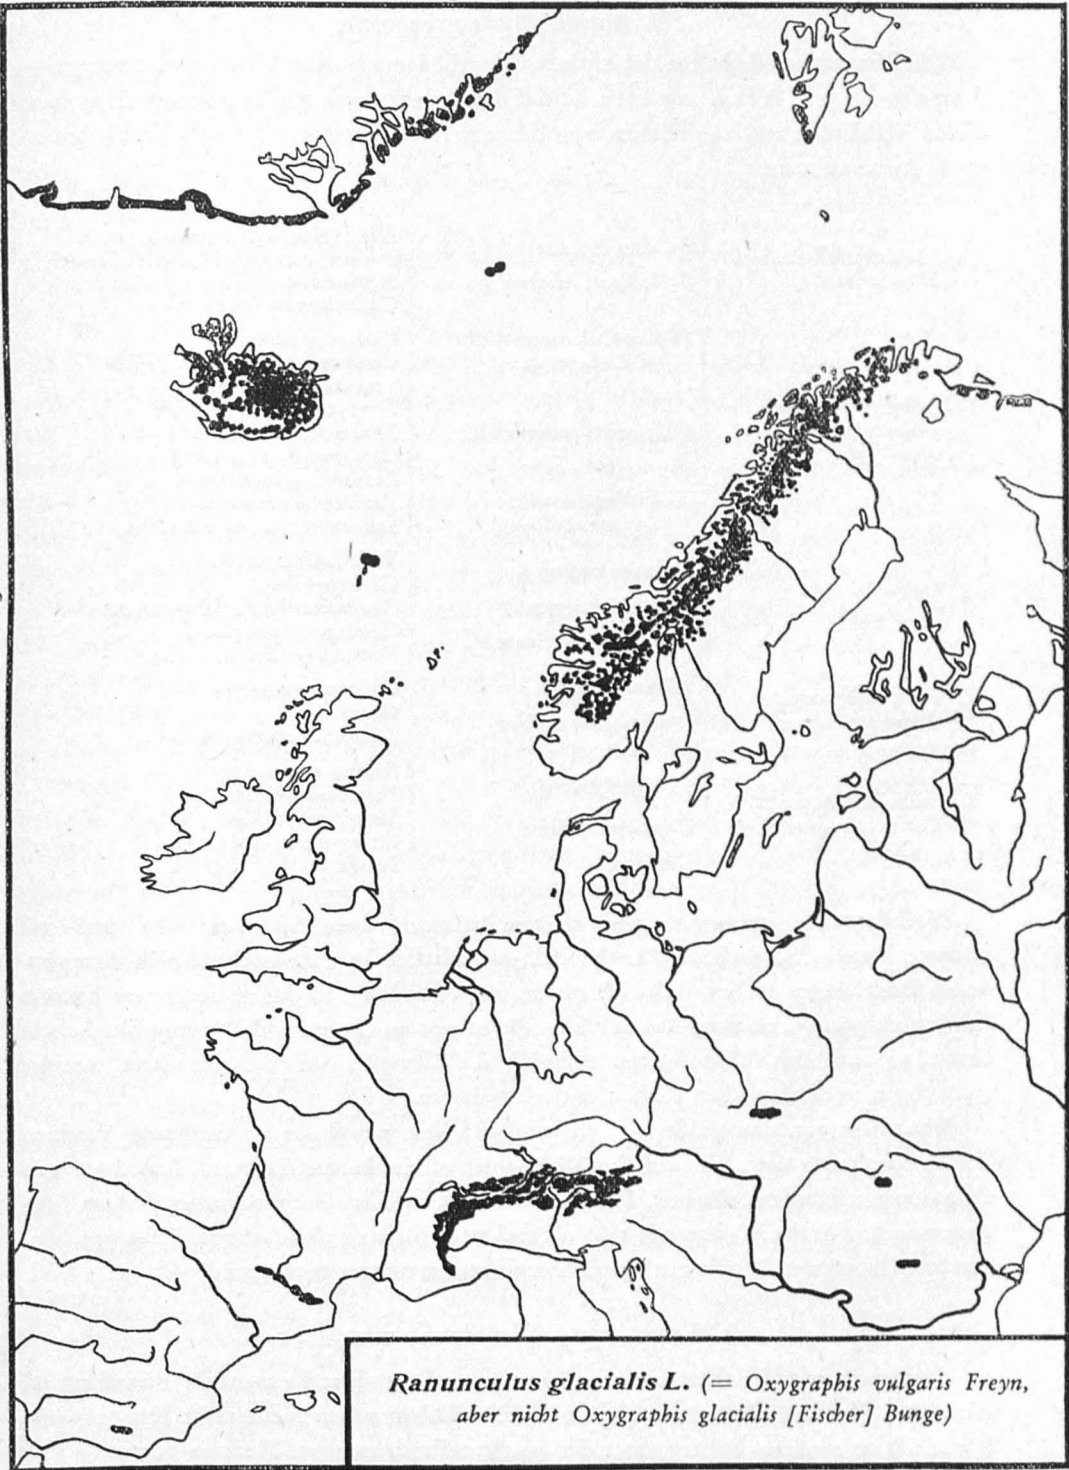 Ranunculus glacialis L. (= Oxygraphis vulgaris Freyn,
aber nicht Oxygraphis glacialis [Fischer] Bunge)